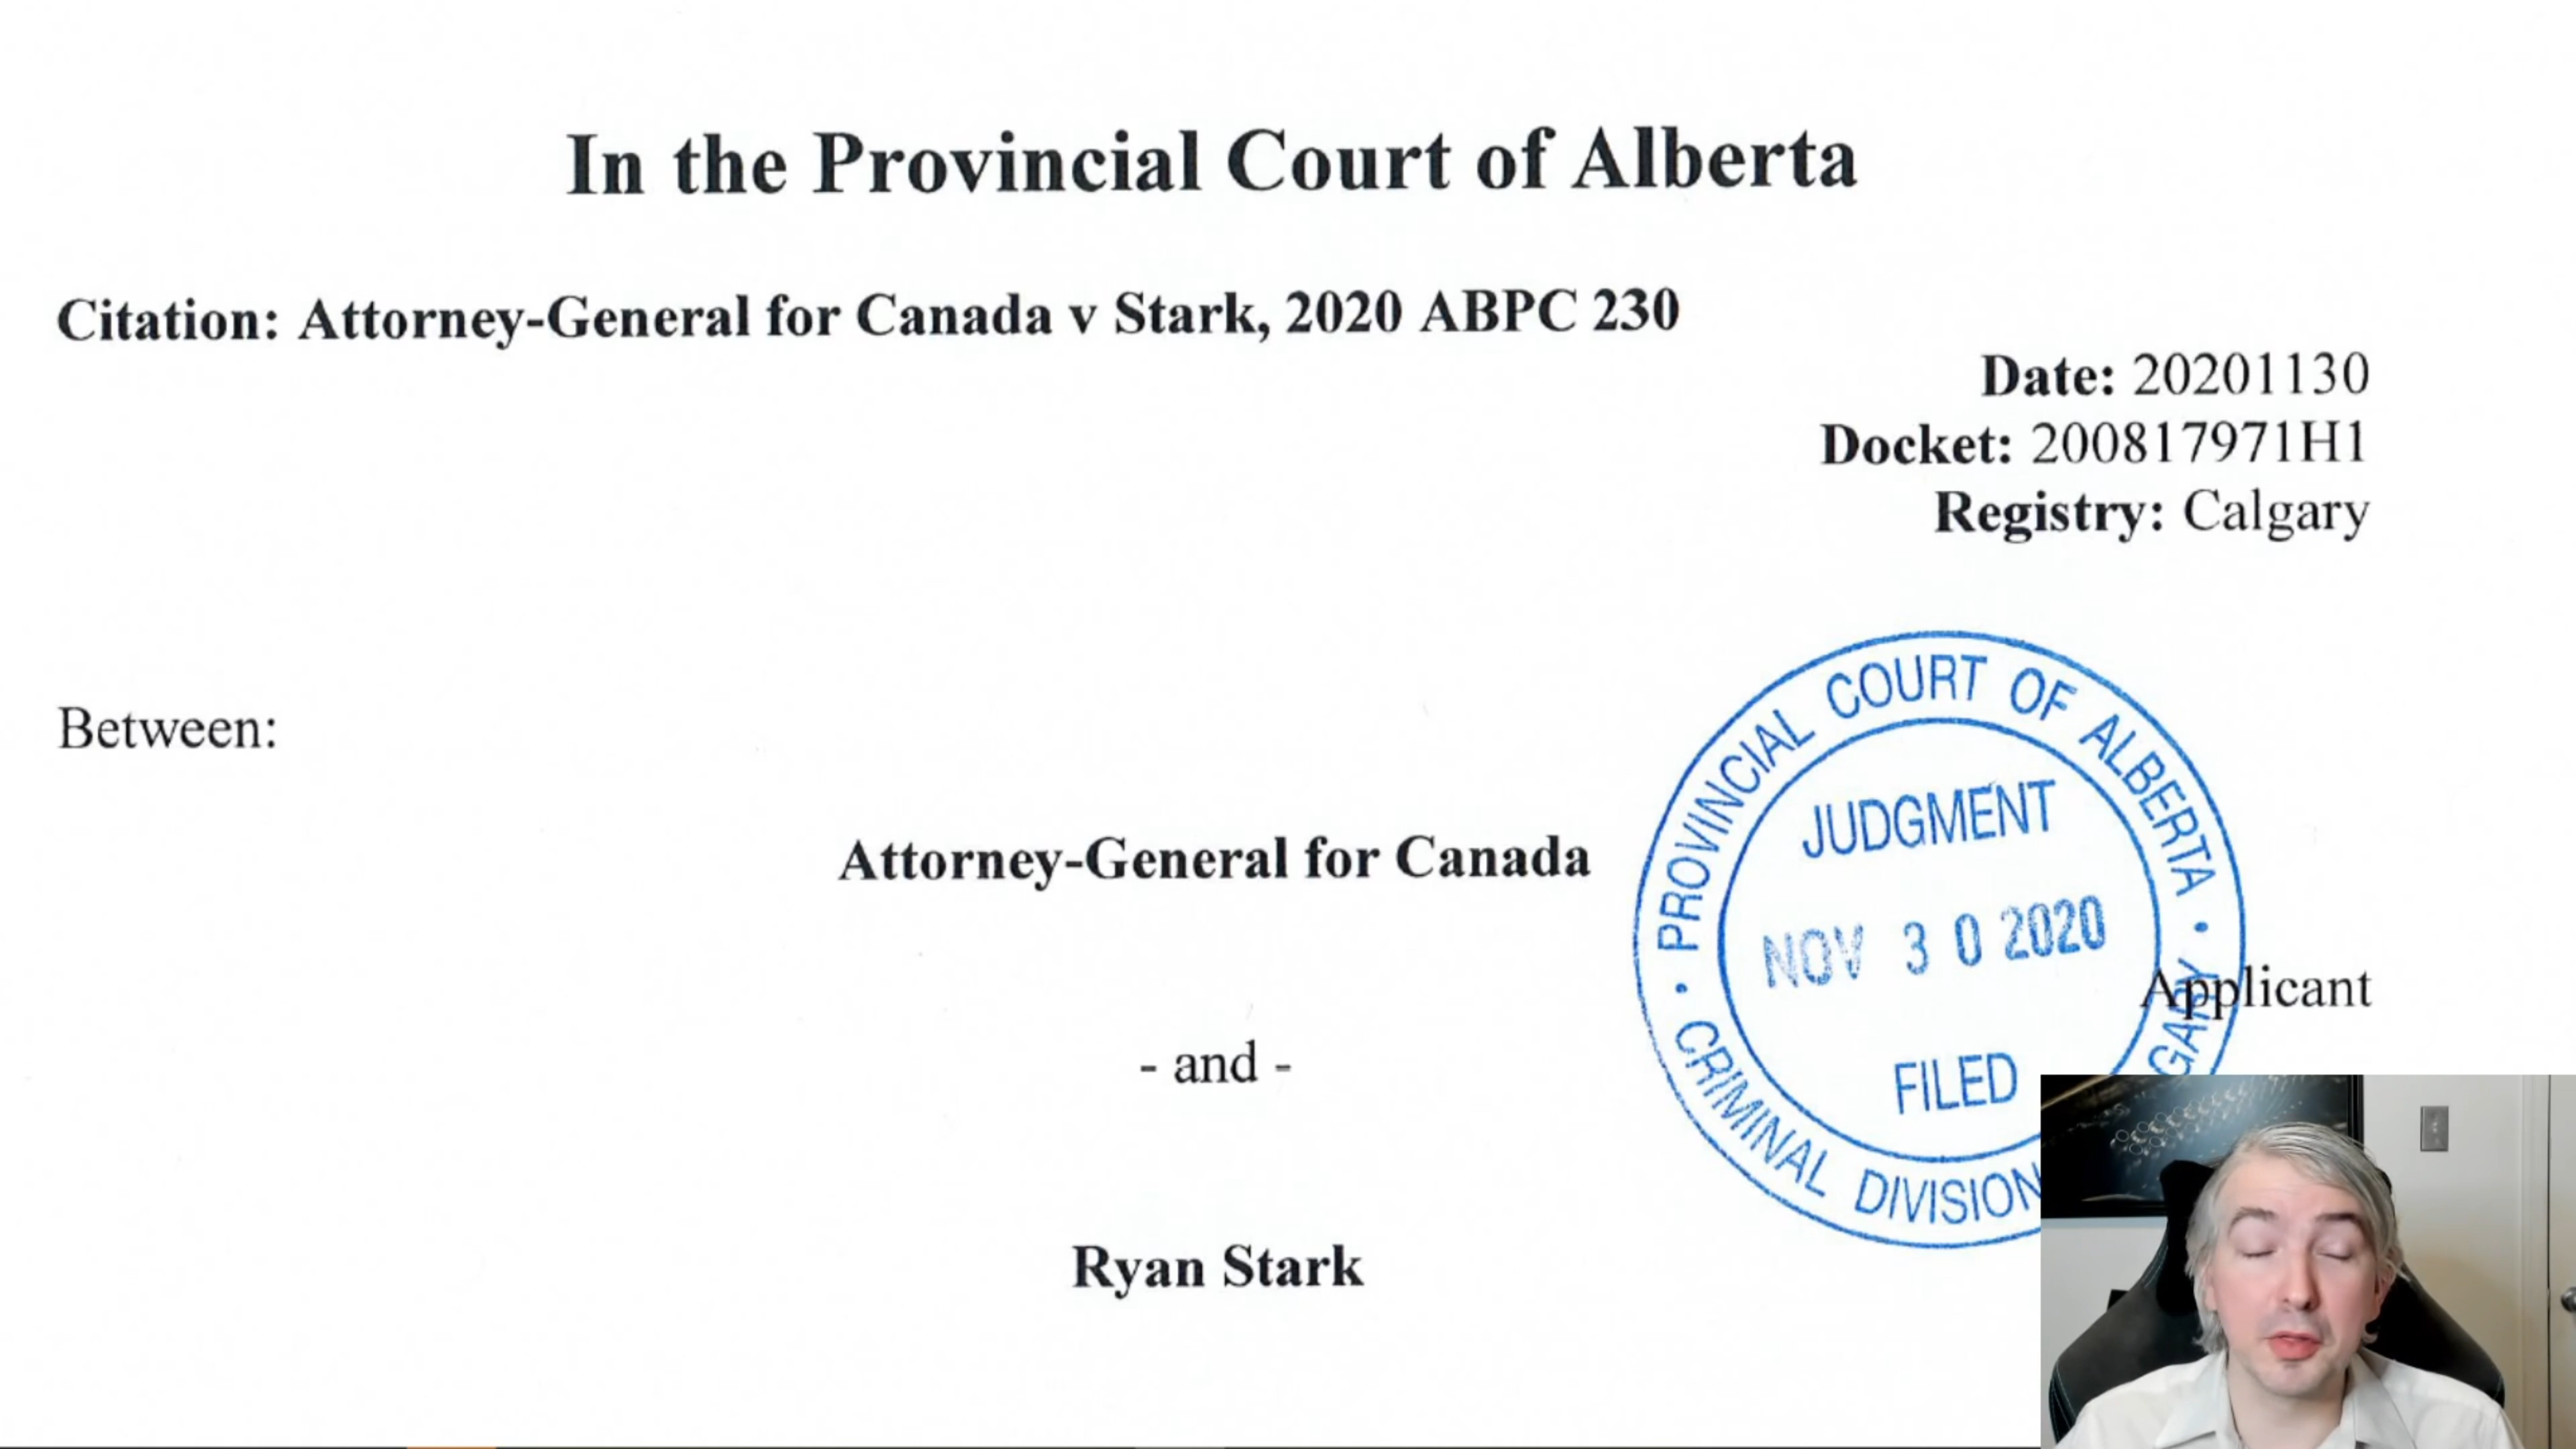 In the Provincial Court of Alberta
Citation: Attorney-General for Canada v Stark, 2020 ABPC 230
Date: 20201130
Docket: 200817971H1
Registry: Calgary
Between:
Attorney-General for Canada
PROVINCIAL COURT OF ALBERTA
JUDGMENT
NOV 30 2020
FILED
CRIMINAL DIVISION
Applicant
- and -
Ryan Stark